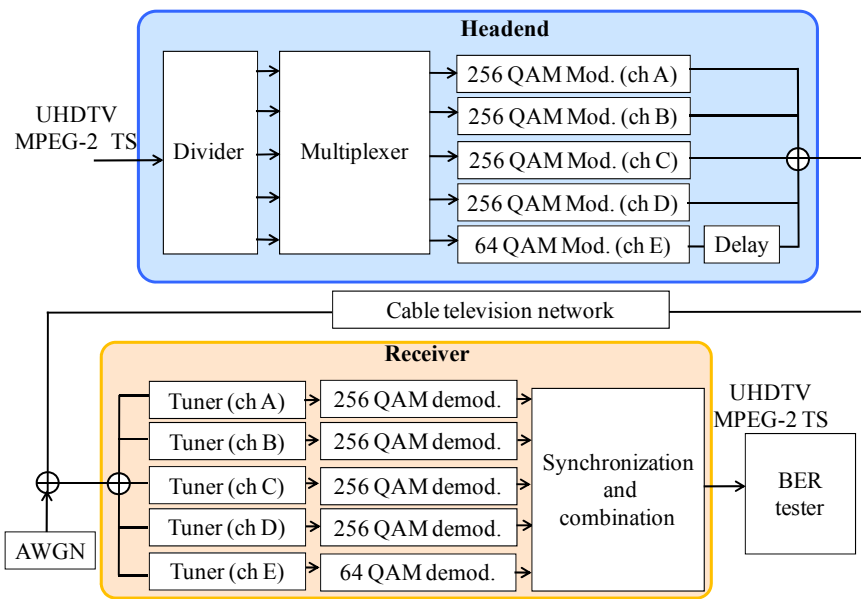 Headend
UHDTV
MPEG-2 TS
Divider
Multiplexer
256 QAM Mod. (ch A)
256 QAM Mod. (ch B)
256 QAM Mod. (ch C)
256 QAM Mod. (ch D)
64 QAM Mod. (ch E)
Delay
Cable television network
Receiver
AWGN
Tuner (ch A)
256 QAM demod.
Tuner (ch B)
256 QAM demod.
Tuner (ch C)
256 QAM demod.
Tuner (ch D)
256 QAM demod.
Tuner (ch E)
64 QAM demod.
Synchronization
and
combination
UHDTV
MPEG-2 TS
BER
tester